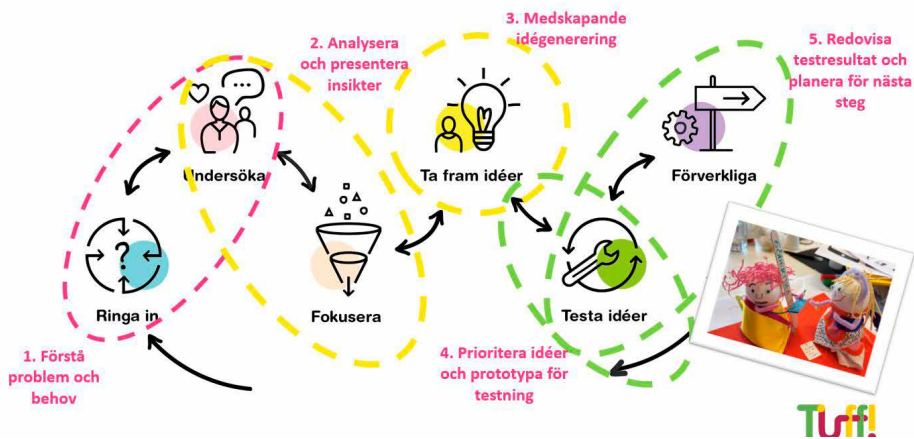 3. Medskapande
idégenerering
2. Analysera
och presentera
insikter
5. Redovisa
testresultat och
planera för nästa
steg
Undersöka
Ta fram idéer
Förverkliga
Ringa in
Fokusera
Testa idéer
1. Förstå
problem och
behov
4. Prioritera idéer
och prototypa för
testning
Tuff!